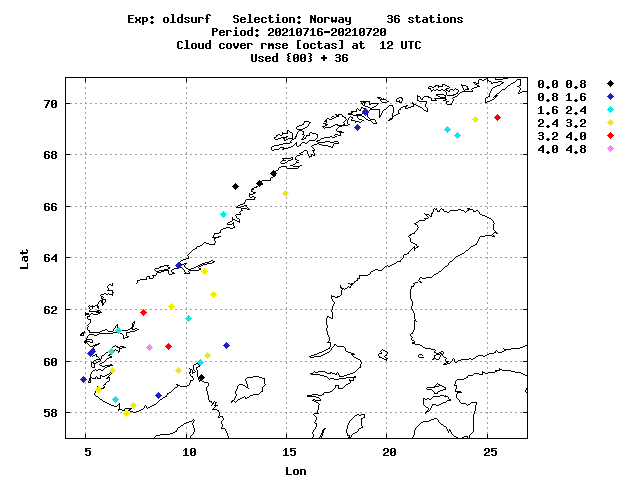 Exp: oldsurf   Selection: Norway     36 stations
Period: 20210716-20210720
Cloud cover rmse [octas] at  12 UTC
Used {00} + 36
0.0 0.8
0.8 1.6
1.6 2.4
2.4 3.2
3.2 4.0
4.0 4.8
70
68
66
64
62
60
58
Lat
5 10 15 20 25
Lon